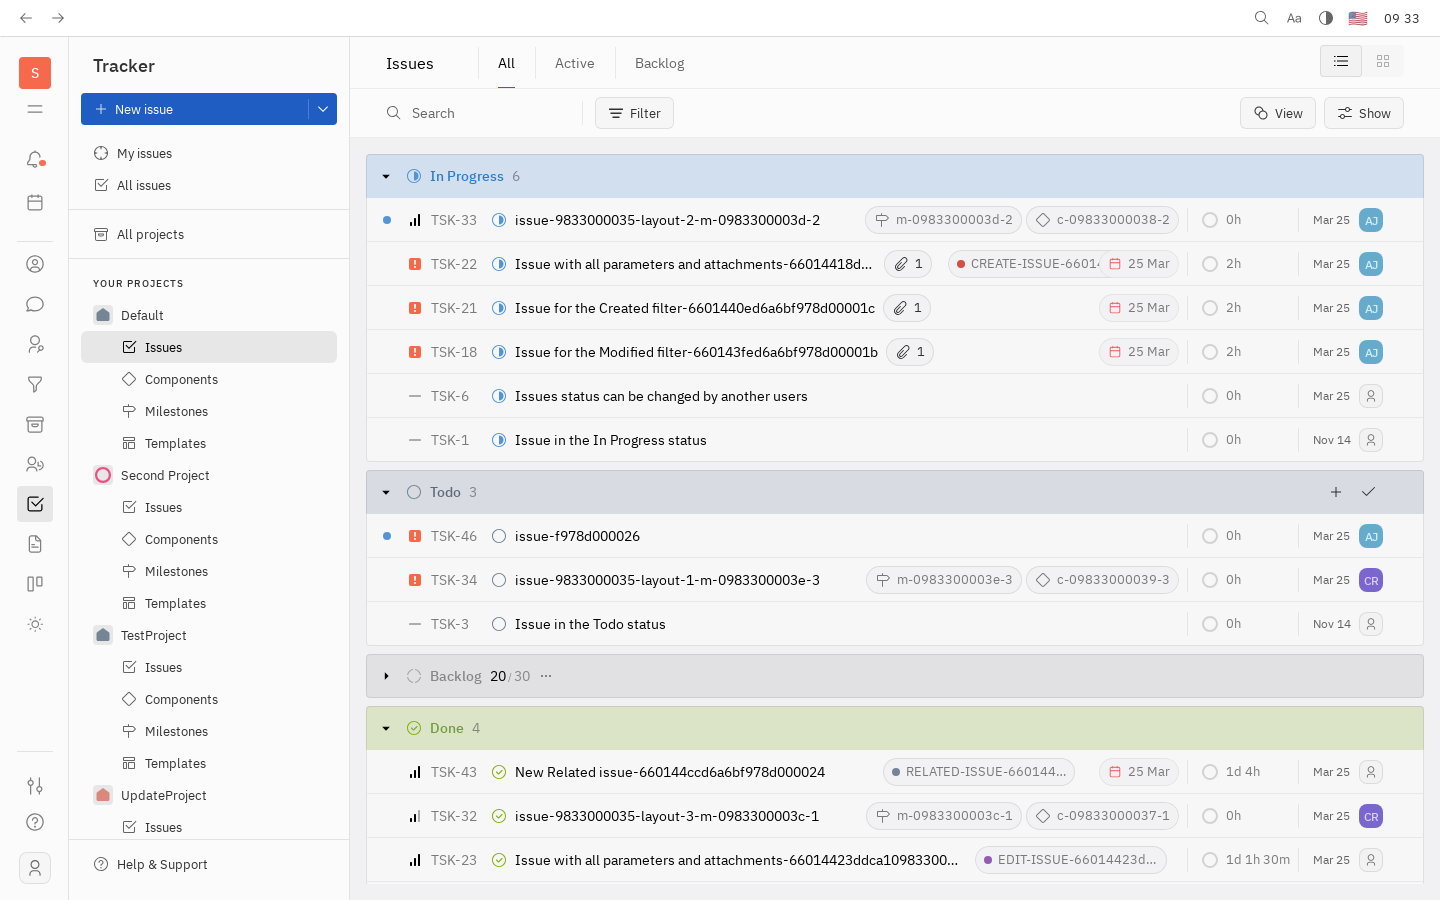 Aa
09 33
S
Tracker
New issue
My issues
All issues
All projects
YOUR PROJECTS
Default
Issues
Components
Milestones
Templates
Second Project
Issues
Components
Milestones
Templates
TestProject
Issues
Components
Milestones
Templates
UpdateProject
Issues
Help & Support
Issues
All
Active
Backlog
Search
Filter
View
Show
In Progress 6
TSK-33 issue-9833000035-layout-2-m-0983300003d-2 m-0983300003d-2 c-09833000038-2 0h Mar 25 AJ
TSK-22 Issue with all parameters and attachments-66014418d... 1 CREATE-ISSUE-6601 25 Mar 2h Mar 25 AJ
TSK-21 Issue for the Created filter-6601440ed6a6bf978d00001c 1 25 Mar 2h Mar 25 AJ
TSK-18 Issue for the Modified filter-660143fed6a6bf978d00001b 1 25 Mar 2h Mar 25 AJ
TSK-6 Issues status can be changed by another users 0h Mar 25
TSK-1 Issue in the In Progress status 0h Nov 14
Todo 3
TSK-46 issue-f978d000026 0h Mar 25 AJ
TSK-34 issue-9833000035-layout-1-m-0983300003e-3 m-0983300003e-3 c-09833000039-3 0h Mar 25 CR
TSK-3 Issue in the Todo status 0h Nov 14
Backlog 20 / 30 ...
Done 4
TSK-43 New Related issue-660144ccd6a6bf978d000024 RELATED-ISSUE-660144... 25 Mar 1d 4h Mar 25
TSK-32 issue-9833000035-layout-3-m-0983300003c-1 m-0983300003c-1 c-09833000037-1 0h Mar 25 CR
TSK-23 Issue with all parameters and attachments-66014423ddca10983300... EDIT-ISSUE-66014423d... 1d 1h 30m Mar 25